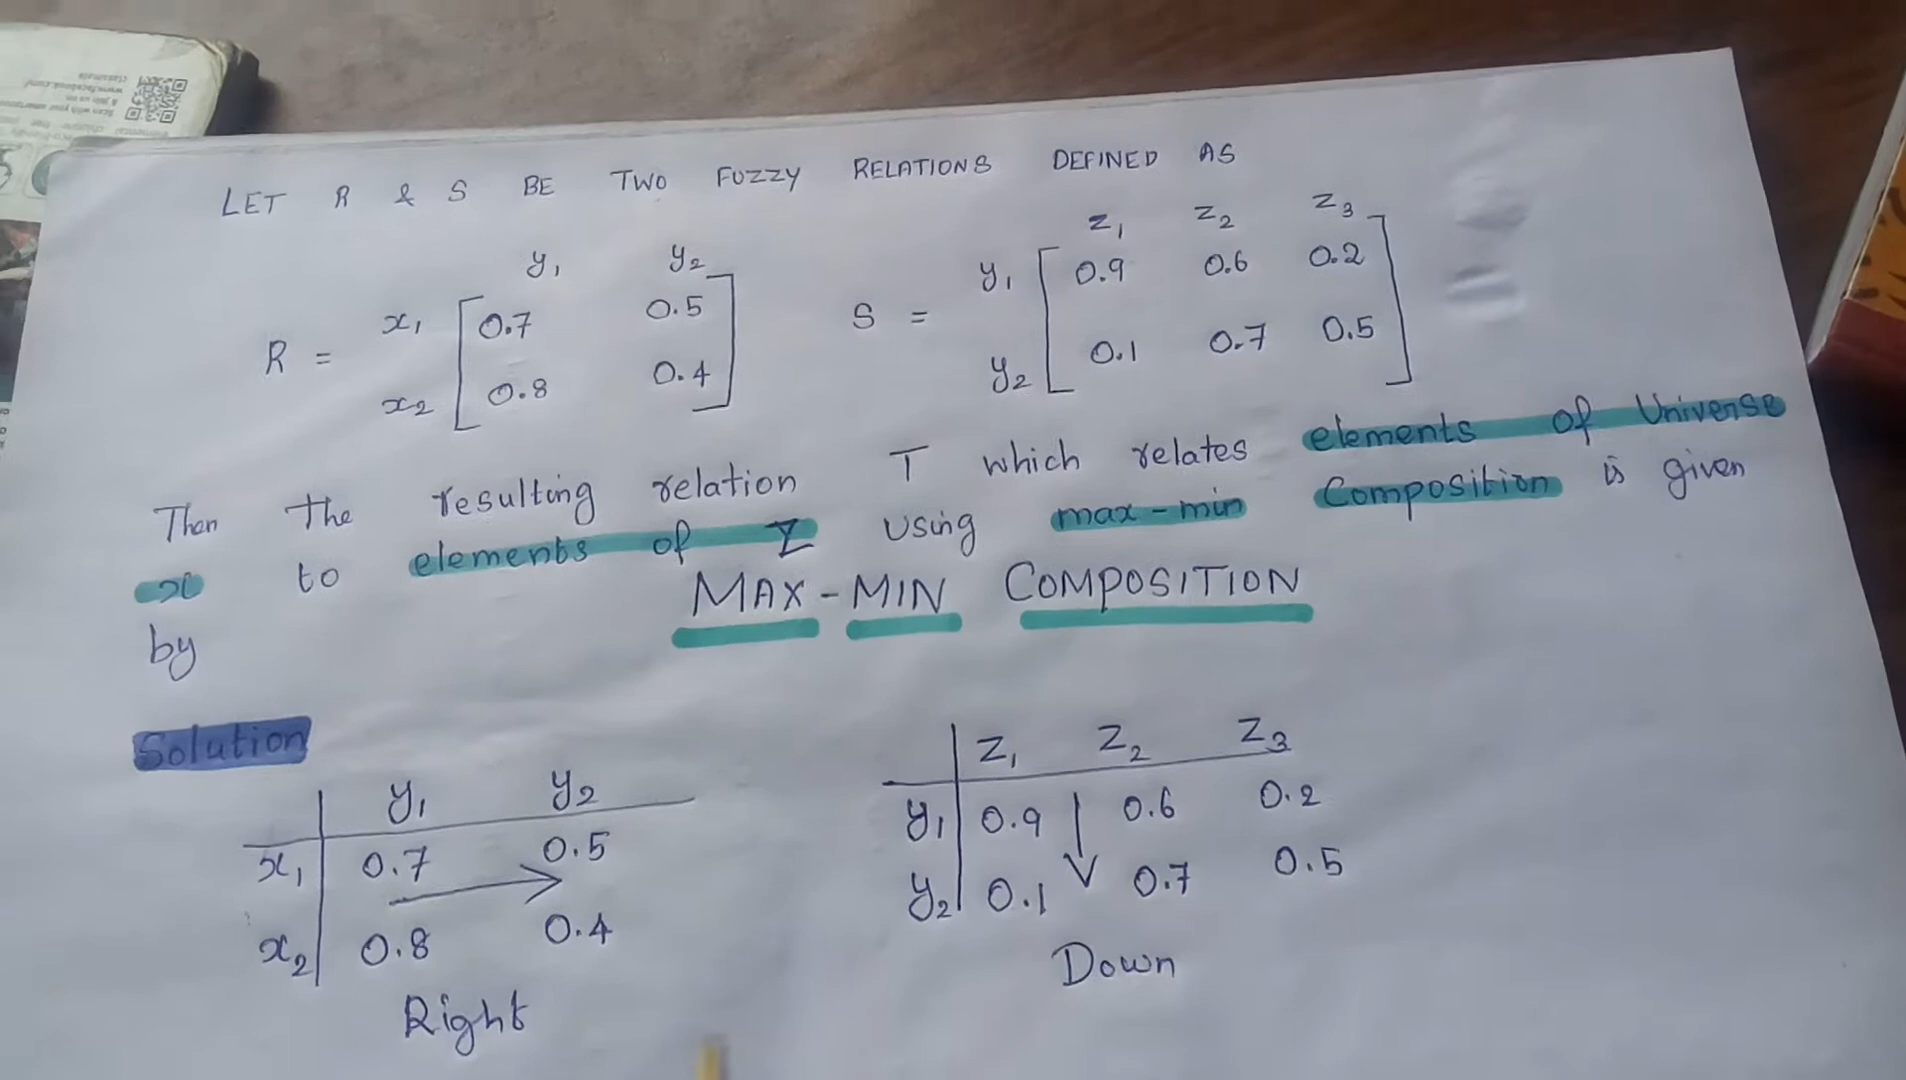 LET R & S BE TWO FUZZY RELATIONS DEFINED AS
y1 y2
R = x1 [0.7 0.5]
x2 [0.8 0.4]
z1 z2 z3
S = y1 [0.9 0.6 0.2]
y2 [0.1 0.7 0.5]
Then the resulting relation T which relates elements of Universe
x to elements of Z using max-min Composition is given
by
MAX-MIN COMPOSITION
Solution
y1 y2
x1 0.7 0.5
x2 0.8 0.4
Right
z1 z2 z3
y1 0.9 0.6 0.2
y2 0.1 0.7 0.5
Down